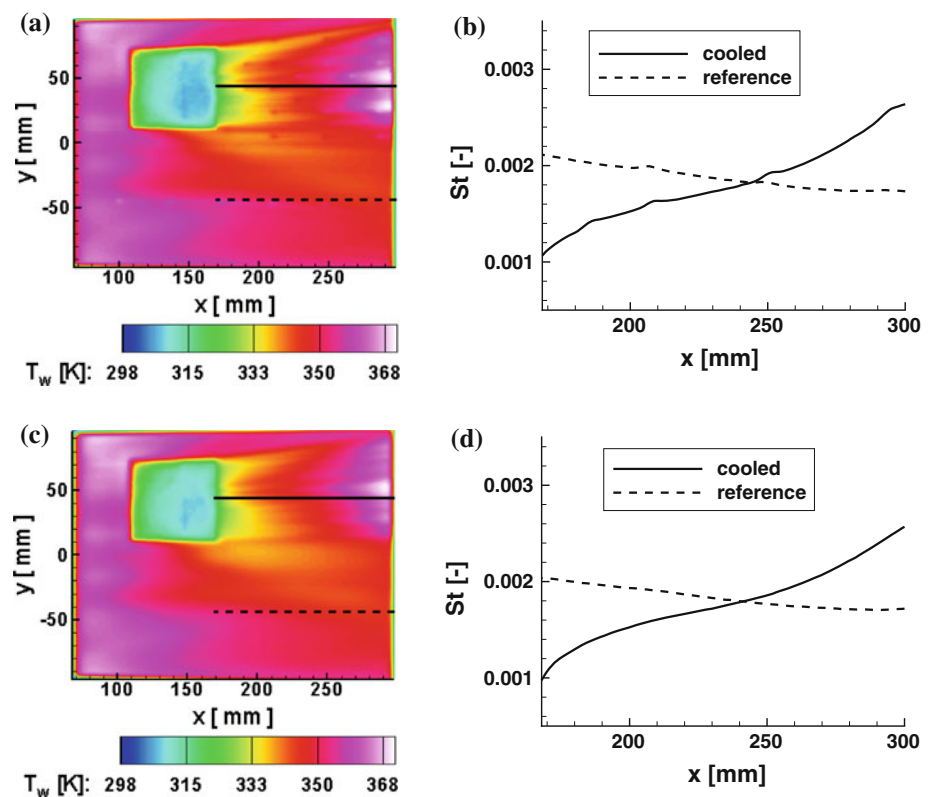 (a)
y [ mm ]
50
0
-50
100 150 200 250
x [ mm ]
T_w [K]: 298 315 333 350 368
(b)
cooled
reference
St [-]
0.003
0.002
0.001
200 250 300
x [mm]
(c)
y [ mm ]
50
0
-50
100 150 200 250
x [ mm ]
T_w [K]: 298 315 333 350 368
(d)
cooled
reference
St [-]
0.003
0.002
0.001
200 250 300
x [mm]